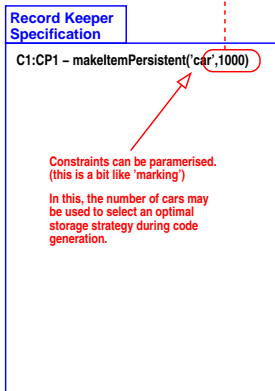 Record Keeper
Specification
C1:CP1 – makeItemPersistent('car',1000)
Constraints can be paramerised.
(this is a bit like 'marking')
In this, the number of cars may
be used to select an optimal
storage strategy during code
generation.